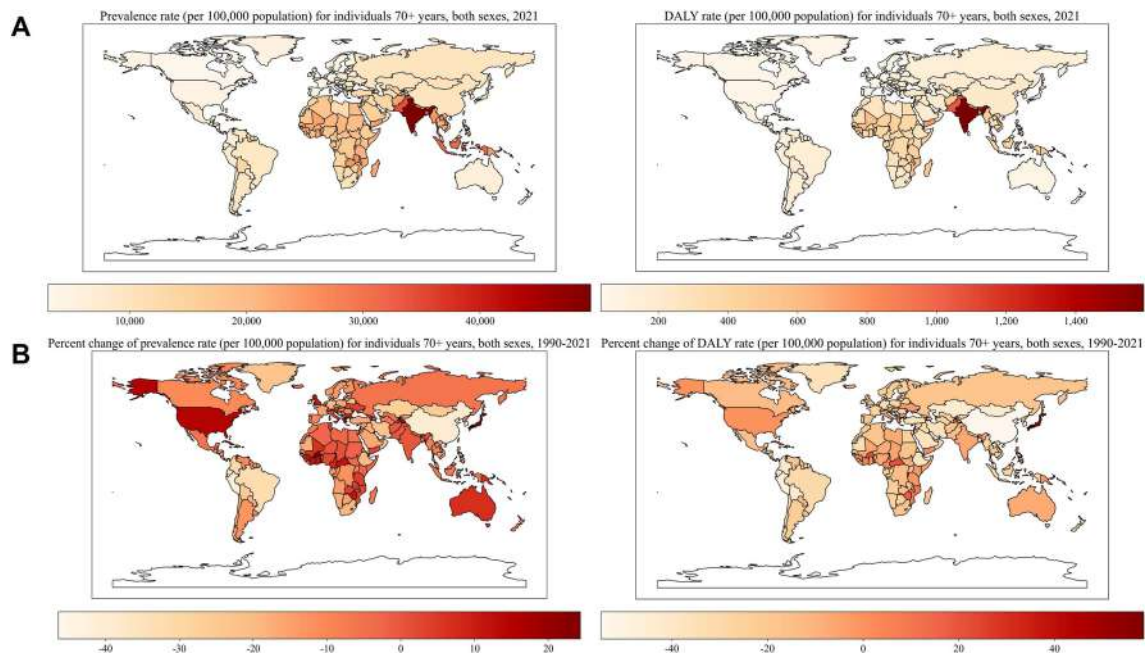 A
Prevalence rate (per 100,000 population) for individuals 70+ years, both sexes, 2021
DALY rate (per 100,000 population) for individuals 70+ years, both sexes, 2021
10,000 20,000 30,000 40,000
200 400 600 800 1,000 1,200 1,400
B
Percent change of prevalence rate (per 100,000 population) for individuals 70+ years, both sexes, 1990-2021
Percent change of DALY rate (per 100,000 population) for individuals 70+ years, both sexes, 1990-2021
-40 -30 -20 -10 0 10 20
-40 -20 0 20 40